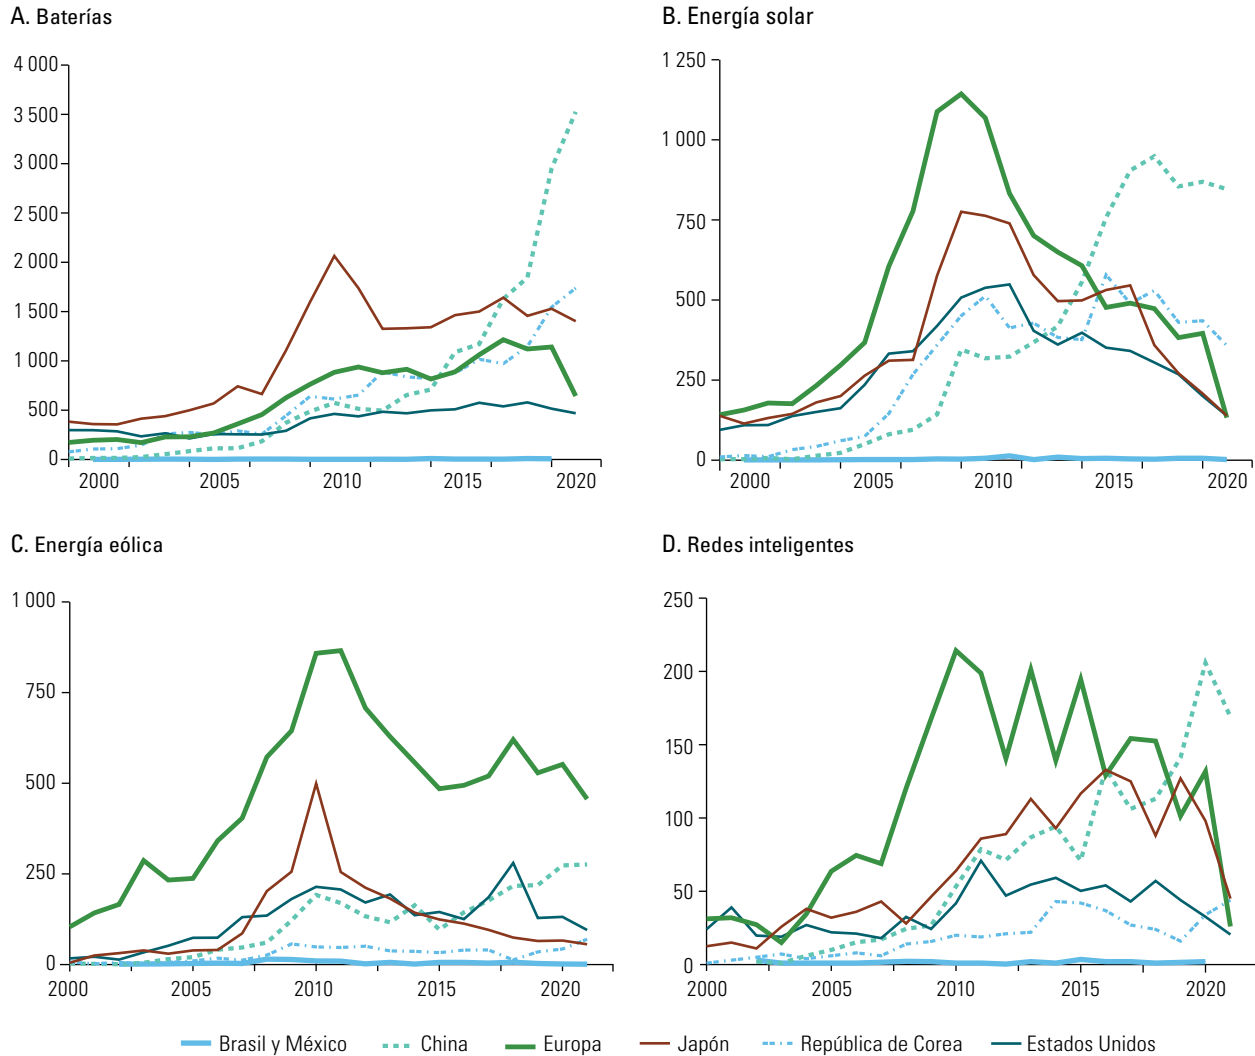 A. Baterías
4 000
3 500
3 000
2 500
2 000
1 500
1 000
500
0
2000 2005 2010 2015 2020
B. Energía solar
1 250
1 000
750
500
250
0
2000 2005 2010 2015 2020
C. Energía eólica
1 000
750
500
250
0
2000 2005 2010 2015 2020
D. Redes inteligentes
250
200
150
100
50
0
2000 2005 2010 2015 2020
Brasil y México China Europa Japón República de Corea Estados Unidos